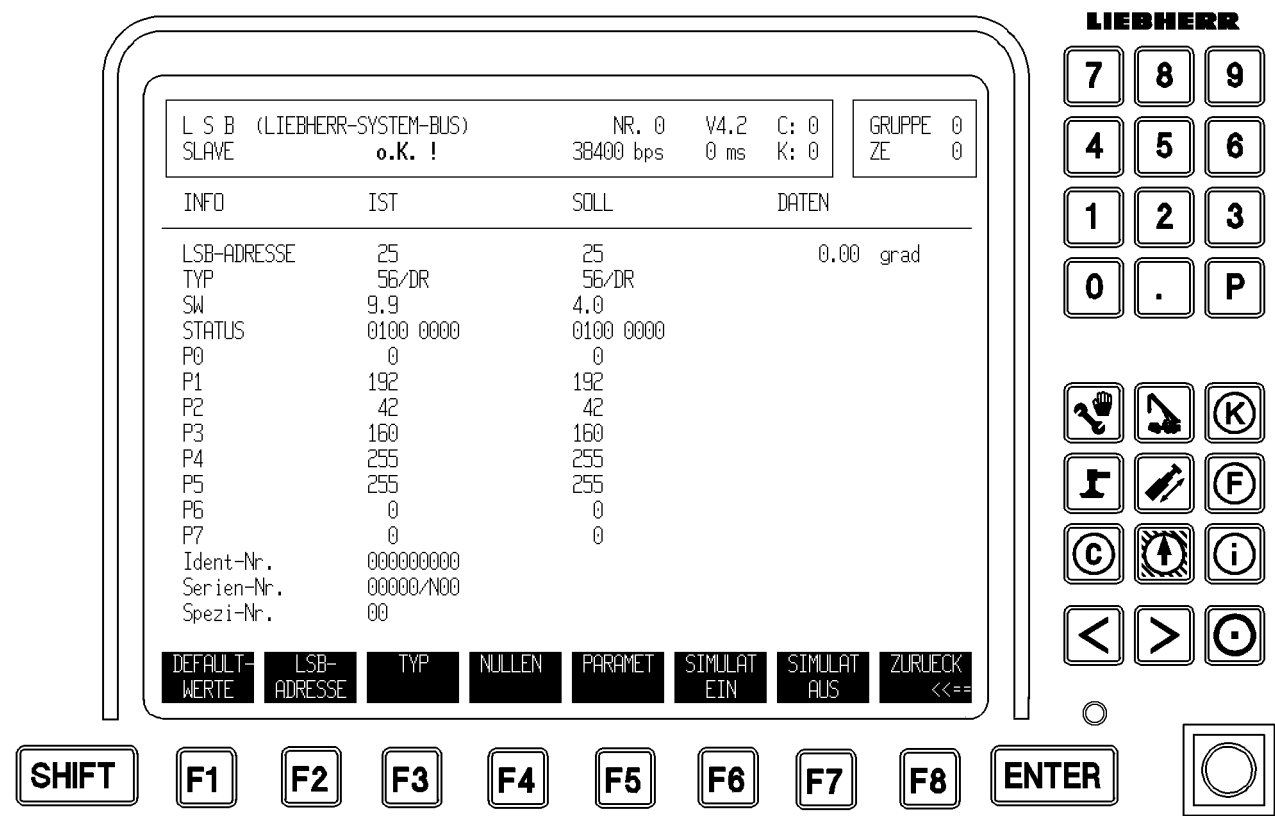 LIEBHERR
7 8 9
4 5 6
1 2 3
0 . P
K
F
C i
< >
L S B (LIEBHERR-SYSTEM-BUS) NR. 0 V4.2 C: 0 GRUPPE 0
SLAVE o.K. ! 38400 bps 0 ms K: 0 ZE 0
INFO IST SOLL DATEN
LSB-ADRESSE 25 25 0.00 grad
TYP 56/DR 56/DR
SW 9.9 4.0
STATUS 0100 0000 0100 0000
P0 0 0
P1 192 192
P2 42 42
P3 160 160
P4 255 255
P5 255 255
P6 0 0
P7 0 0
Ident-Nr. 000000000
Serien-Nr. 00000/N00
Spezi-Nr. 00
DEFAULT- LSB- TYP NULLEN PARAMET SIMULAT SIMULAT ZURUECK
WERTE ADRESSE EIN AUS <<==
SHIFT F1 F2 F3 F4 F5 F6 F7 F8 ENTER